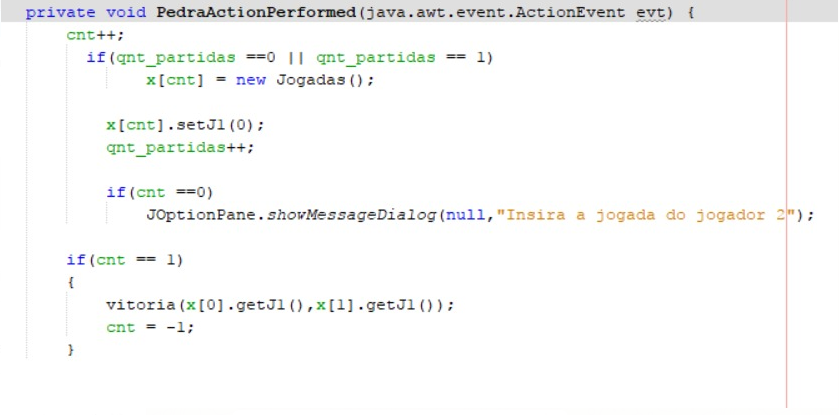 private void PedraActionPerformed(java.awt.event.ActionEvent evt) {
cnt++;
if(qnt_partidas ==0 || qnt_partidas == 1)
x[cnt] = new Jogadas();
x[cnt].setJ1(0);
qnt_partidas++;
if(cnt ==0)
JOptionPane.showMessageDialog(null,"Insira a jogada do jogador 2");
if(cnt == 1)
{
vitoria(x[0].getJ1(),x[1].getJ1());
cnt = -1;
}